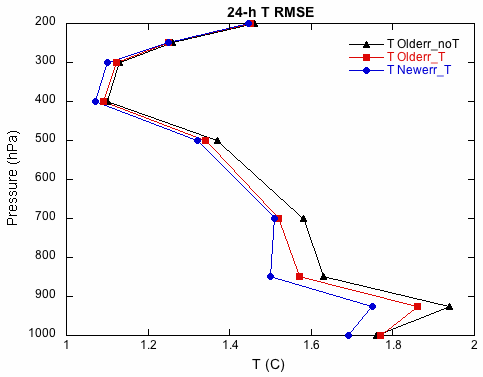 24-h T RMSE
T Olderr_noT
T Olderr_T
T Newerr_T
Pressure (hPa)
200
300
400
500
600
700
800
900
1000
1 1.2 1.4 1.6 1.8 2
T (C)